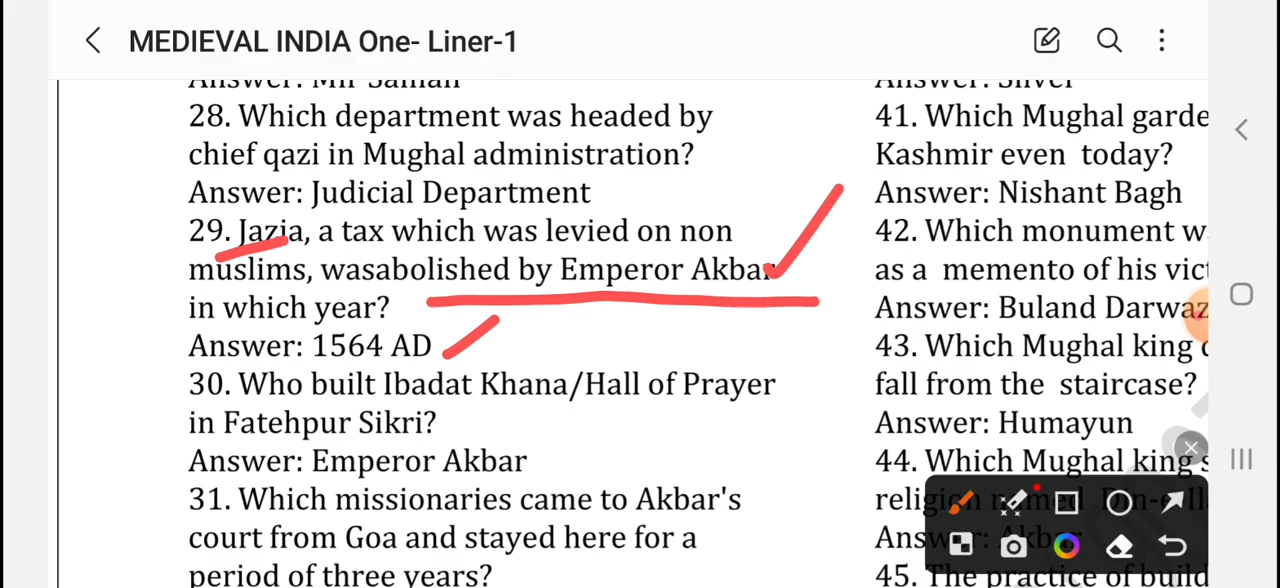 MEDIEVAL INDIA One- Liner-1
28. Which department was headed by
chief qazi in Mughal administration?
Answer: Judicial Department
29. Jazia, a tax which was levied on non
muslims, wasabolished by Emperor Akbar
in which year?
Answer: 1564 AD
30. Who built Ibadat Khana/Hall of Prayer
in Fatehpur Sikri?
Answer: Emperor Akbar
31. Which missionaries came to Akbar's
court from Goa and stayed here for a
period of three years?
41. Which Mughal garde
Kashmir even today?
Answer: Nishant Bagh
42. Which monument w
as a memento of his vict
Answer: Buland Darwaz
43. Which Mughal king
fall from the staircase?
Answer: Humayun
44. Which Mughal king s
religion named Din-e
Akbar
45. The practice of build